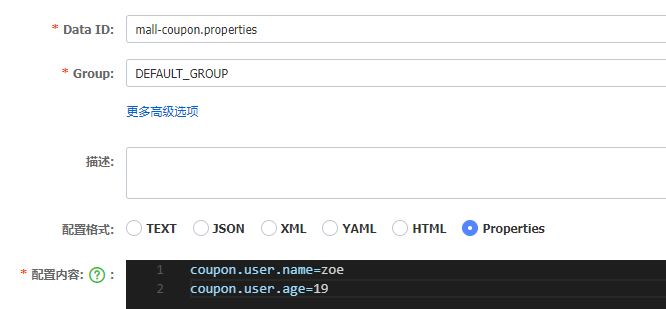 * Data ID: mall-coupon.properties
* Group: DEFAULT_GROUP
更多高级选项
描述:
配置格式: TEXT JSON XML YAML HTML Properties
* 配置内容: ? :
1 coupon.user.name=zoe
2 coupon.user.age=19